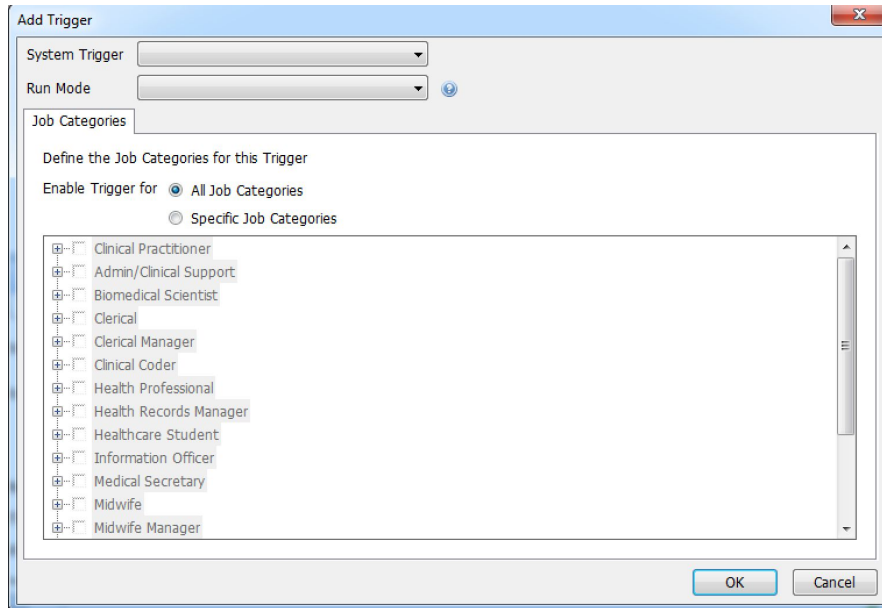 Add Trigger
System Trigger
Run Mode
Job Categories
Define the Job Categories for this Trigger
Enable Trigger for All Job Categories
Specific Job Categories
Clinical Practitioner
Admin/Clinical Support
Biomedical Scientist
Clerical
Clerical Manager
Clinical Coder
Health Professional
Health Records Manager
Healthcare Student
Information Officer
Medical Secretary
Midwife
Midwife Manager
OK Cancel